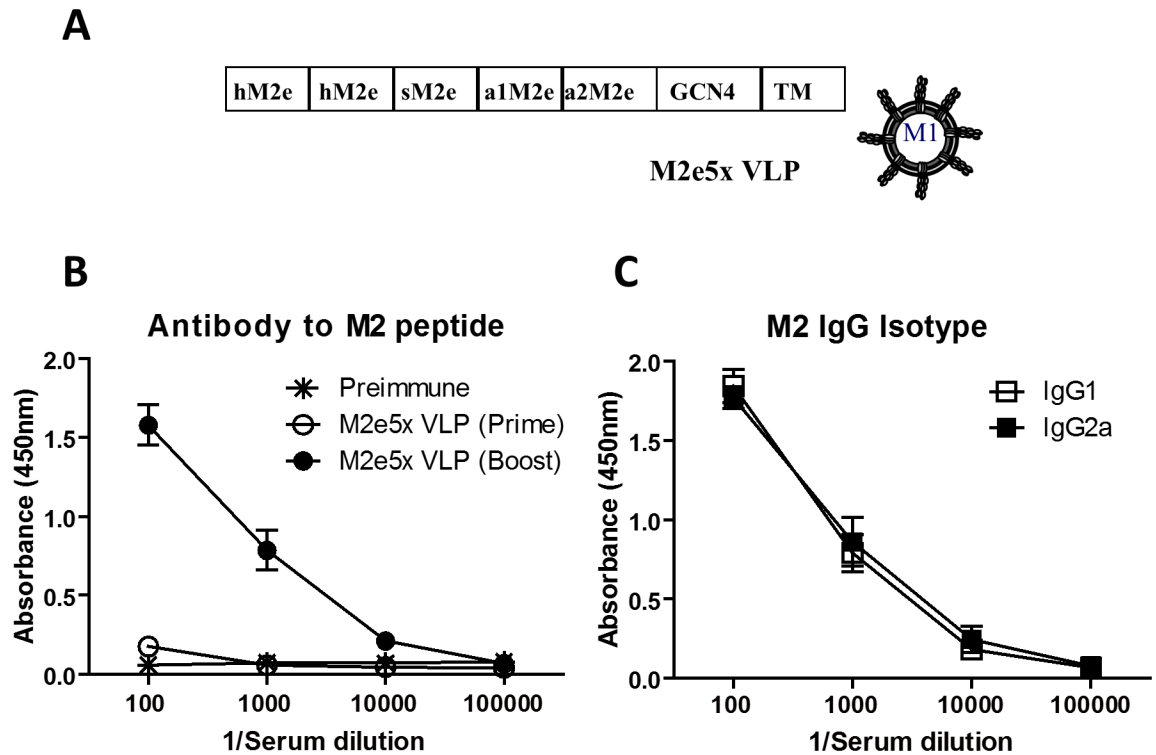 A
hM2e hM2e sM2e a1M2e a2M2e GCN4 TM
M1
M2e5x VLP
B
Antibody to M2 peptide
Absorbance (450nm)
2.0
1.5
1.0
0.5
0.0
Preimmune
M2e5x VLP (Prime)
M2e5x VLP (Boost)
100 1000 10000 100000
1/Serum dilution
C
M2 IgG Isotype
Absorbance (450nm)
2.0
1.5
1.0
0.5
0.0
IgG1
IgG2a
100 1000 10000 100000
1/Serum dilution